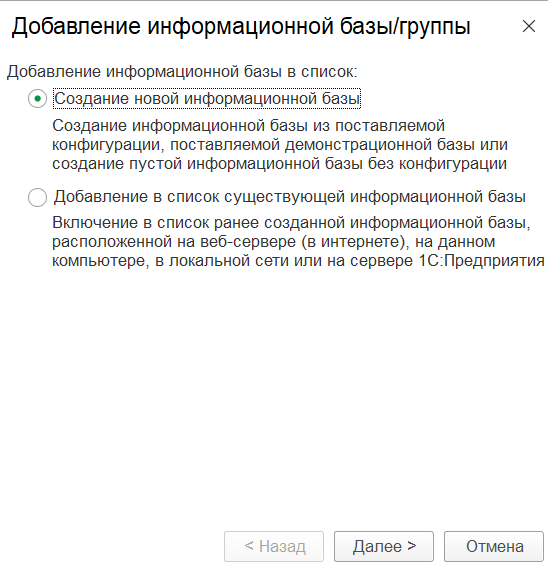 Добавление информационной базы/группы
Добавление информационной базы в список:
Создание новой информационной базы
Создание информационной базы из поставляемой
конфигурации, поставляемой демонстрационной базы или
создание пустой информационной базы без конфигурации
Добавление в список существующей информационной базы
Включение в список ранее созданной информационной базы,
расположенной на веб-сервере (в интернете), на данном
компьютере, в локальной сети или на сервере 1С:Предприятия
< Назад
Далее >
Отмена